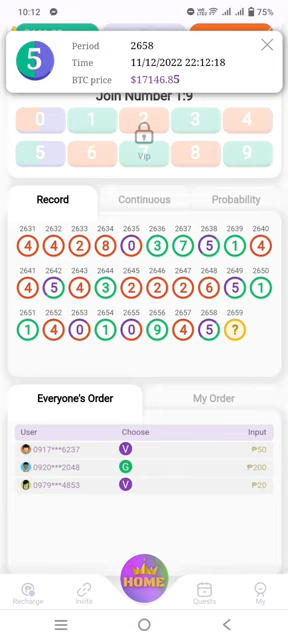 10:12
75%
5
Period 2658
Time 11/12/2022 22:12:18
BTC price $17146.85
Join Number 1:9
0 1 2 3 4
5 6 7 8 9
Vip
Record Continuous Probability
2631 2632 2633 2634 2635 2636 2637 2638 2639 2640
4 4 2 8 0 3 7 5 1 4
2641 2642 2643 2644 2645 2646 2647 2648 2649 2650
4 5 4 3 2 2 2 6 5 1
2651 2652 2653 2654 2655 2656 2657 2658 2659
1 4 0 1 0 9 4 5 ?
Everyone's Order My Order
User Choose Input
0917***6237 V ₱50
0920***2048 G ₱200
0979***4853 V ₱20
HOME
Recharge Invite Quests My